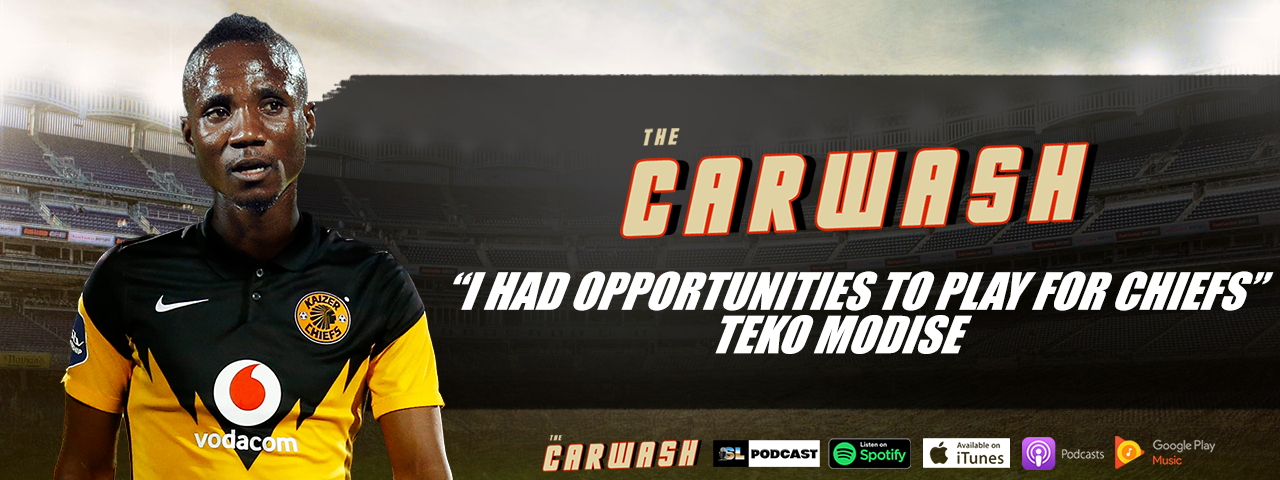 THE
CARWASH
“I HAD OPPORTUNITIES TO PLAY FOR CHIEFS”
TEKO MODISE
KAIZER
CHIEFS
vodacom
THE
CARWASH
SL PODCAST
Listen on
Spotify
Available on
iTunes
Podcasts
Google Play
Music